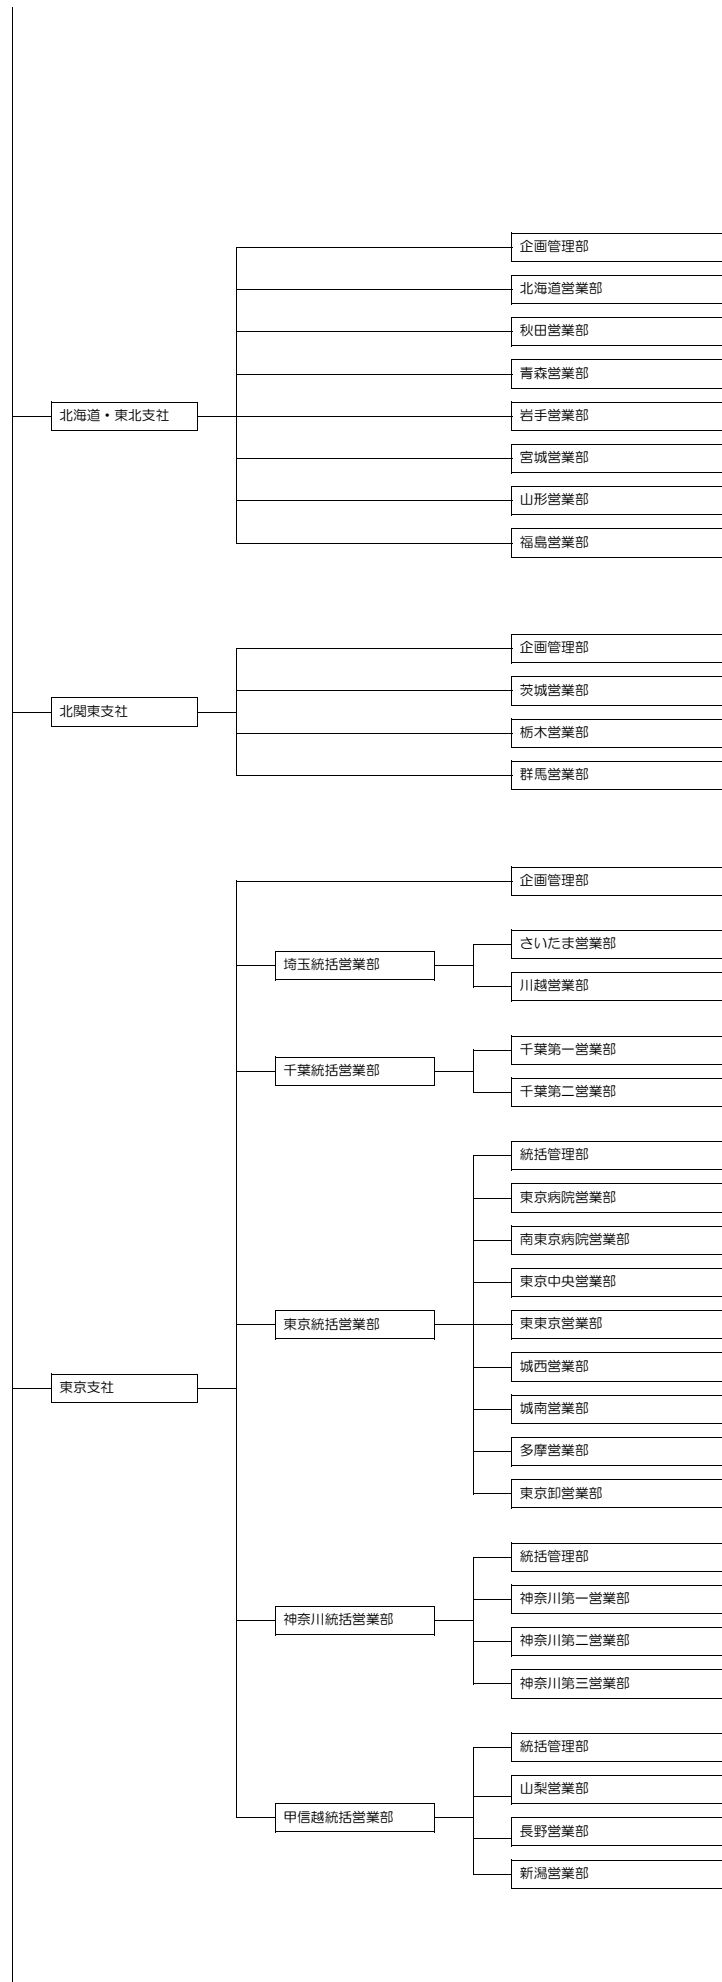 北海道・東北支社
企画管理部
北海道営業部
秋田営業部
青森営業部
岩手営業部
宮城営業部
山形営業部
福島営業部
北関東支社
企画管理部
茨城営業部
栃木営業部
群馬営業部
東京支社
企画管理部
埼玉統括営業部
さいたま営業部
川越営業部
千葉統括営業部
千葉第一営業部
千葉第二営業部
東京統括営業部
統括管理部
東京病院営業部
南東京病院営業部
東京中央営業部
東東京営業部
城西営業部
城南営業部
多摩営業部
東京卸営業部
神奈川統括営業部
統括管理部
神奈川第一営業部
神奈川第二営業部
神奈川第三営業部
甲信越統括営業部
統括管理部
山梨営業部
長野営業部
新潟営業部